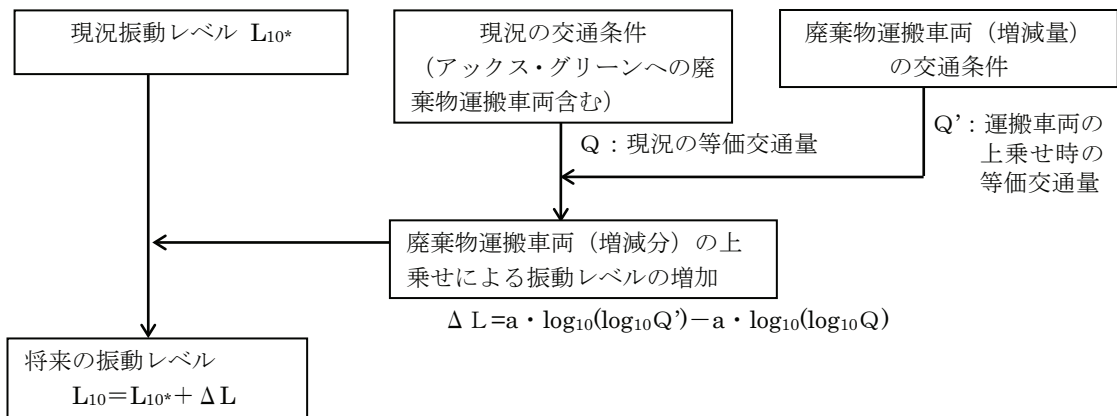 現況振動レベル L10*
現況の交通条件
（アックス・グリーンへの廃
棄物運搬車両含む）
廃棄物運搬車両（増減量）
の交通条件
Q：現況の等価交通量
Q’：運搬車両の
上乗せ時の
等価交通量
廃棄物運搬車両（増減分）の上
乗せによる振動レベルの増加
ΔL=a・log10(log10Q’)－a・log10(log10Q)
将来の振動レベル
L10＝L10*＋ΔL